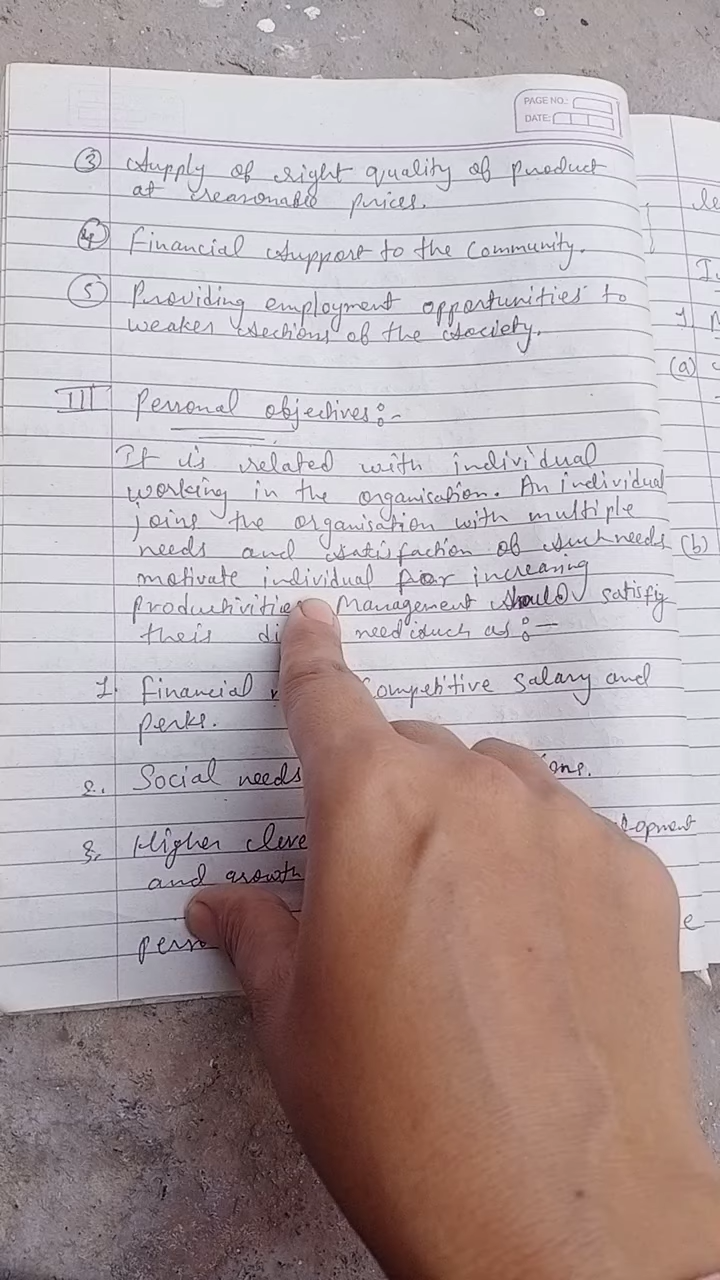 PAGE NO.:
DATE:
③ Supply of right quality of product
at reasonable prices.
④ Financial support to the Community.
⑤ Providing employment opportunities to
weaker sections of the society.
III Personal objectives:-
It is related with individual
working in the organisation. An individual
joins the organisation with multiple
needs and satisfaction of such needs
motivate individual for increasing
Management should satisfy
their need such as :-
1. Financial Competitive Salary and
perks.
2. Social needs
3. Higher
and growth
(a)
(b)